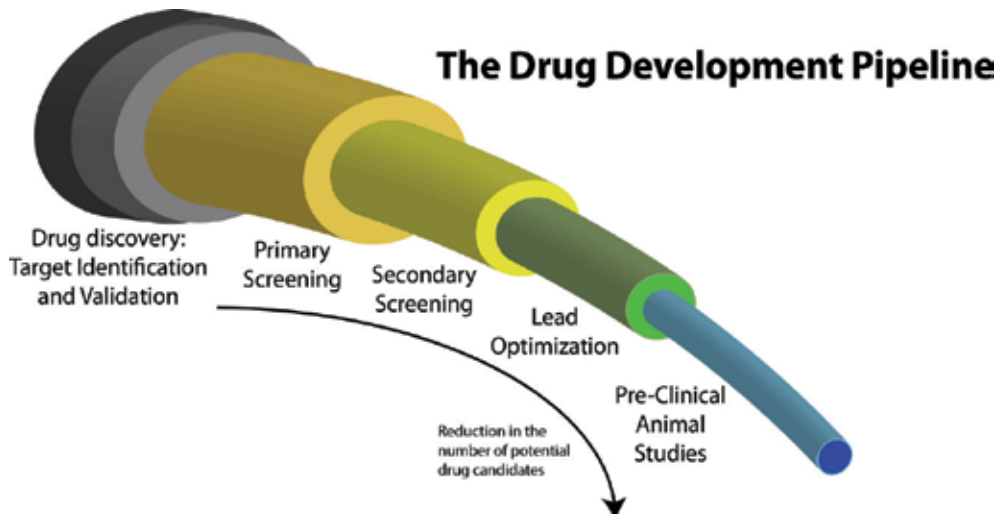 The Drug Development Pipeline
Drug discovery:
Target Identification
and Validation
Primary
Screening
Secondary
Screening
Lead
Optimization
Pre-Clinical
Animal
Studies
Reduction in the
number of potential
drug candidates